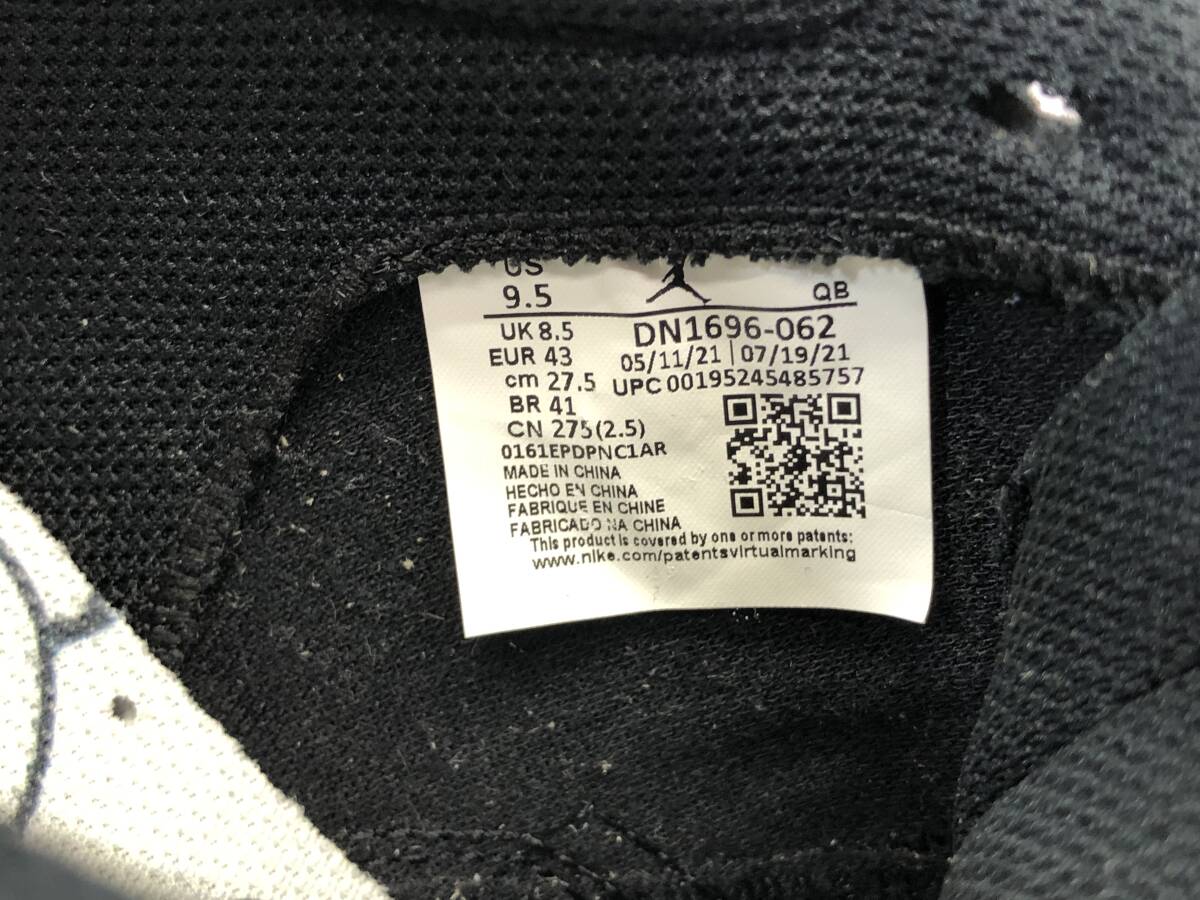 US
9.5
QB
UK 8.5
DN1696-062
EUR 43
05/11/21 | 07/19/21
cm 27.5
UPC 00195245485757
BR 41
CN 275(2.5)
0161EPDPNC1AR
MADE IN CHINA
HECHO EN CHINA
FABRIQUE EN CHINE
FABRICADO NA CHINA
This product is covered by one or more patents:
www.nike.com/patentsvirtualmarking